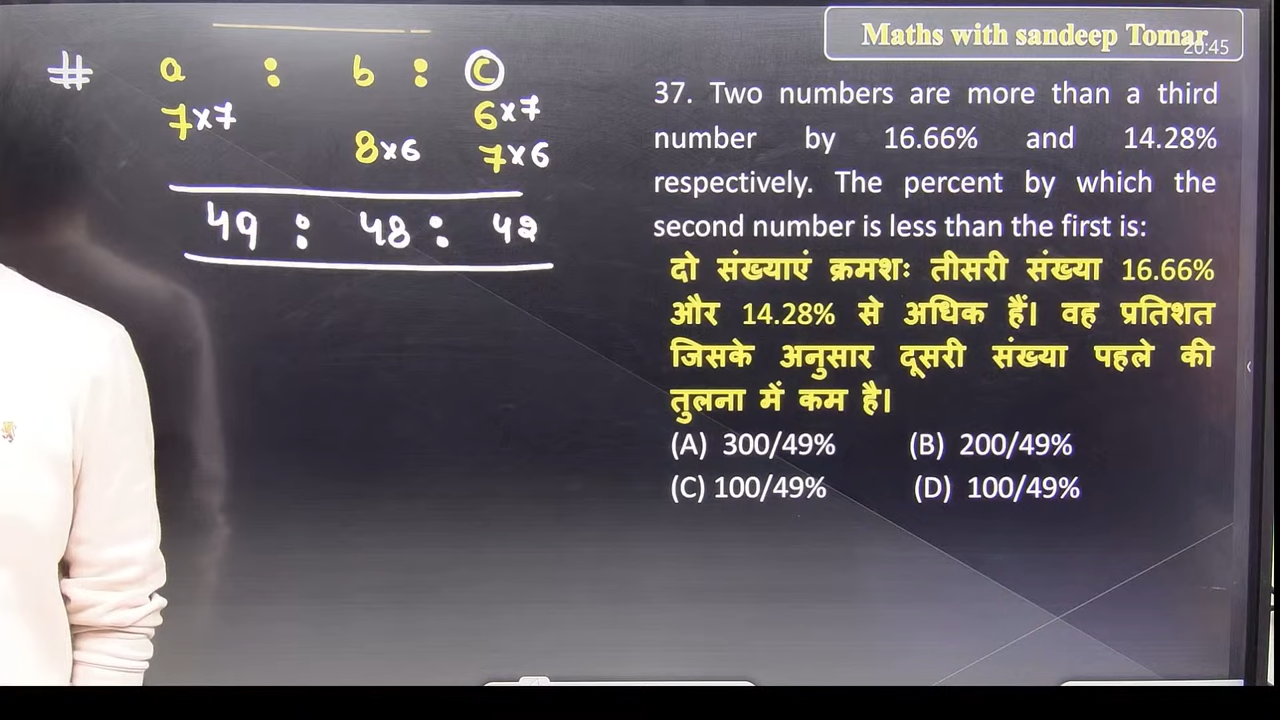 Maths with sandeep Tomar
20:45
# a : b : c
7×7 6×7
8×6 7×6
49 : 48 : 42
37. Two numbers are more than a third
number by 16.66% and 14.28%
respectively. The percent by which the
second number is less than the first is:
दो संख्याएं क्रमशः तीसरी संख्या 16.66%
और 14.28% से अधिक हैं। वह प्रतिशत
जिसके अनुसार दूसरी संख्या पहले की
तुलना में कम है।
(A) 300/49% (B) 200/49%
(C) 100/49% (D) 100/49%